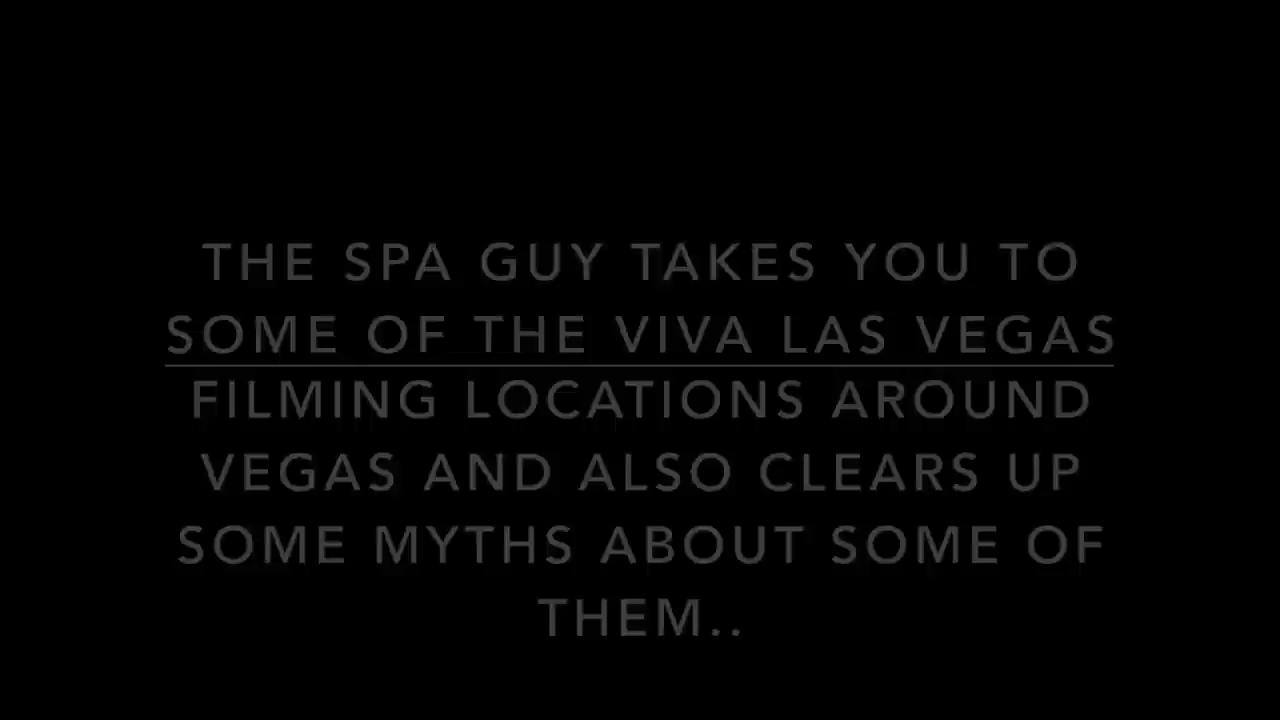 THE SPA GUY TAKES YOU TO
SOME OF THE VIVA LAS VEGAS
FILMING LOCATIONS AROUND
VEGAS AND ALSO CLEARS UP
SOME MYTHS ABOUT SOME OF
THEM..